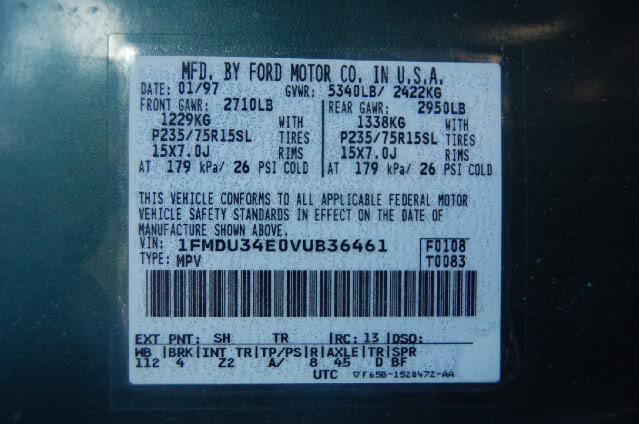 MFD. BY FORD MOTOR CO. IN U.S.A.
DATE: 01/97 GVWR: 5340LB/ 2422KG
FRONT GAWR: 2710LB REAR GAWR: 2950LB
1229KG WITH 1338KG WITH
P235/75R15SL TIRES P235/75R15SL TIRES
15X7.0J RIMS 15X7.0J RIMS
AT 179 kPa/ 26 PSI COLD AT 179 kPa/ 26 PSI COLD
THIS VEHICLE CONFORMS TO ALL APPLICABLE FEDERAL MOTOR
VEHICLE SAFETY STANDARDS IN EFFECT ON THE DATE OF
MANUFACTURE SHOWN ABOVE.
VIN: 1FMDU34E0VUB36461 F0108
TYPE: MPV T0083
EXT PNT: SH TR |RC: 13 |DSO:
WB |BRK|INT TR|TP/PS|R|AXLE|TR|SPR
112 4 Z2 A/ 8 45 D BF
UTC ▽F65B-1520472-AA